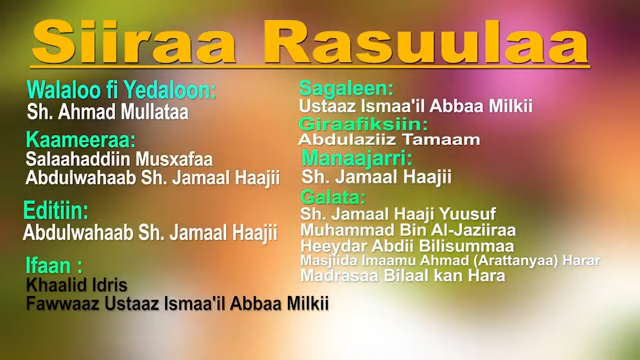 Siiraa Rasuulaa
Walaloo fi Yedaloon:
Sh. Ahmad Mullataa
Kaameeraa:
Salaahaddiin Musxafaa
Abdulwahaab Sh. Jamaal Haajii
Editiin:
Abdulwahaab Sh. Jamaal Haajii
Ifaan :
Khaalid Idris
Fawwaaz Ustaaz Ismaa'il Abbaa Milkii
Sagaleen:
Ustaaz Ismaa'il Abbaa Milkii
Giraafiksiin:
Abdulaziiz Tamaam
Manaajarri:
Sh. Jamaal Haajii
Galata:
Sh. Jamaal Haaji Yuusuf
Muhammad Bin Al-Jaziiraa
Heeydar Abdii Bilisummaa
Masjiida Imaamu Ahmad (Arattanyaa) Harar
Madrasaa Bilaal kan Hara